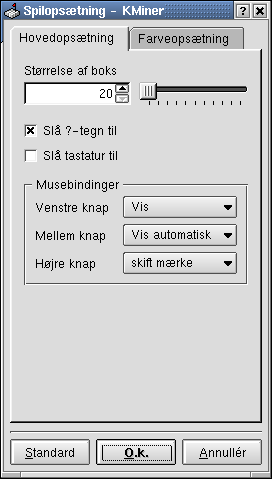 Spilopsætning - KMiner
Hovedopsætning
Farveopsætning
Størrelse af boks
20
Slå ?-tegn til
Slå tastatur til
Musebindinger
Venstre knap
Vis
Mellem knap
Vis automatisk
Højre knap
skift mærke
Standard
O.k.
Annullér